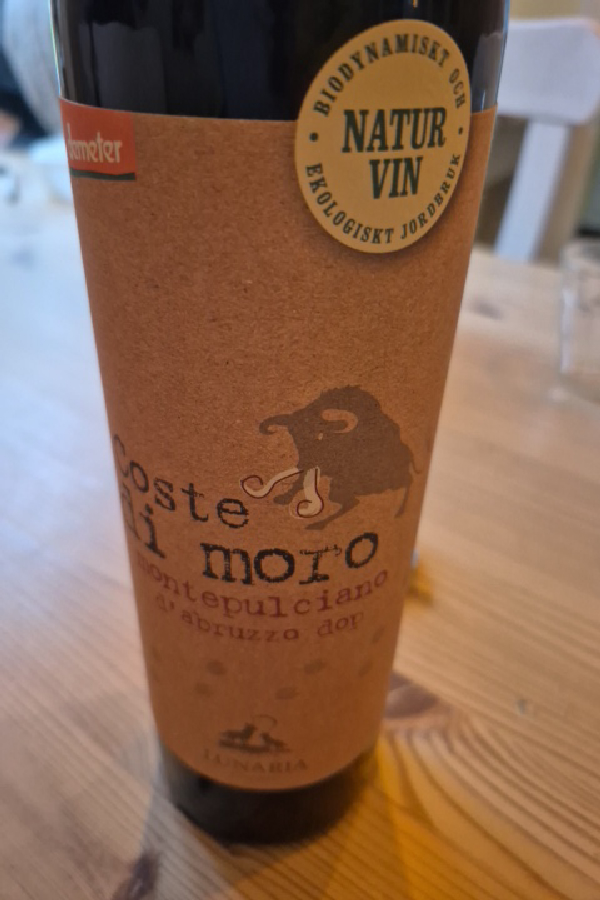 demeter
BIODYNAMISKT OCH
NATUR
VIN
EKOLOGISKT JORDBRUK
Coste
di moro
montepulciano
d'abruzzo dop
LUNARIA